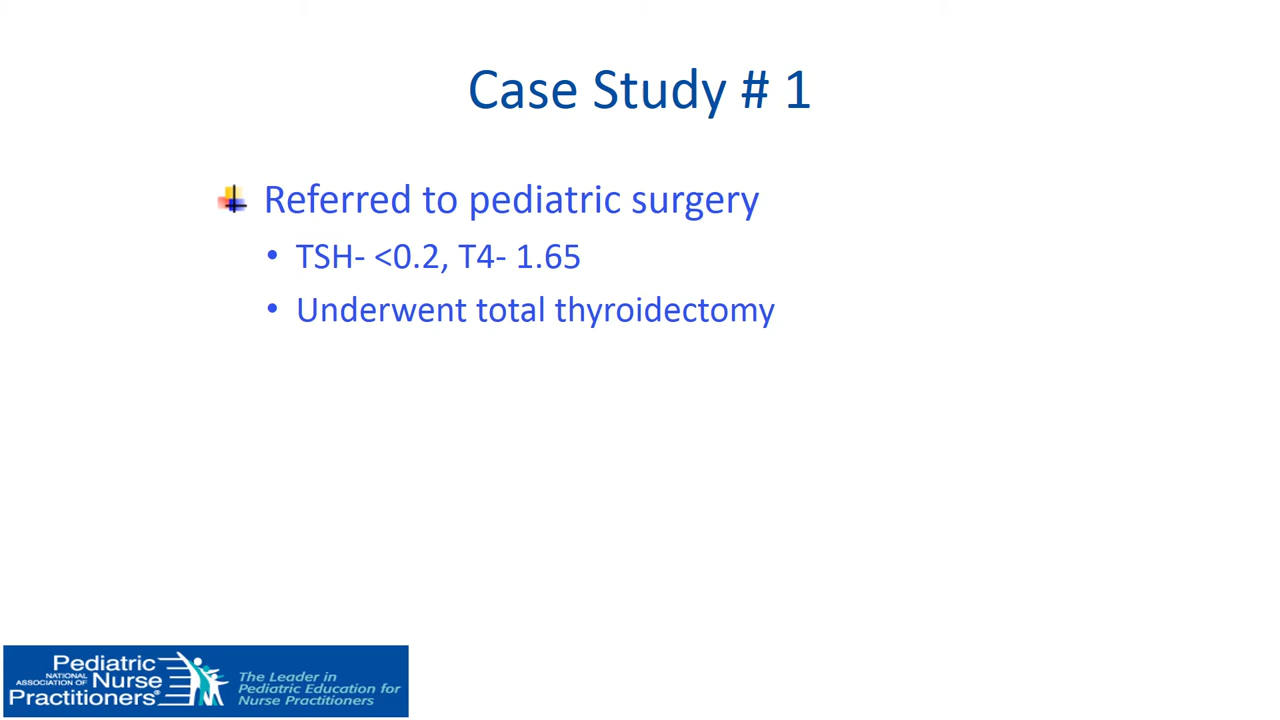 Case Study # 1
Referred to pediatric surgery
• TSH- <0.2, T4- 1.65
• Underwent total thyroidectomy
Pediatric
NATIONAL
ASSOCIATION OF Nurse
Practitioners®
The Leader in
Pediatric Education for
Nurse Practitioners